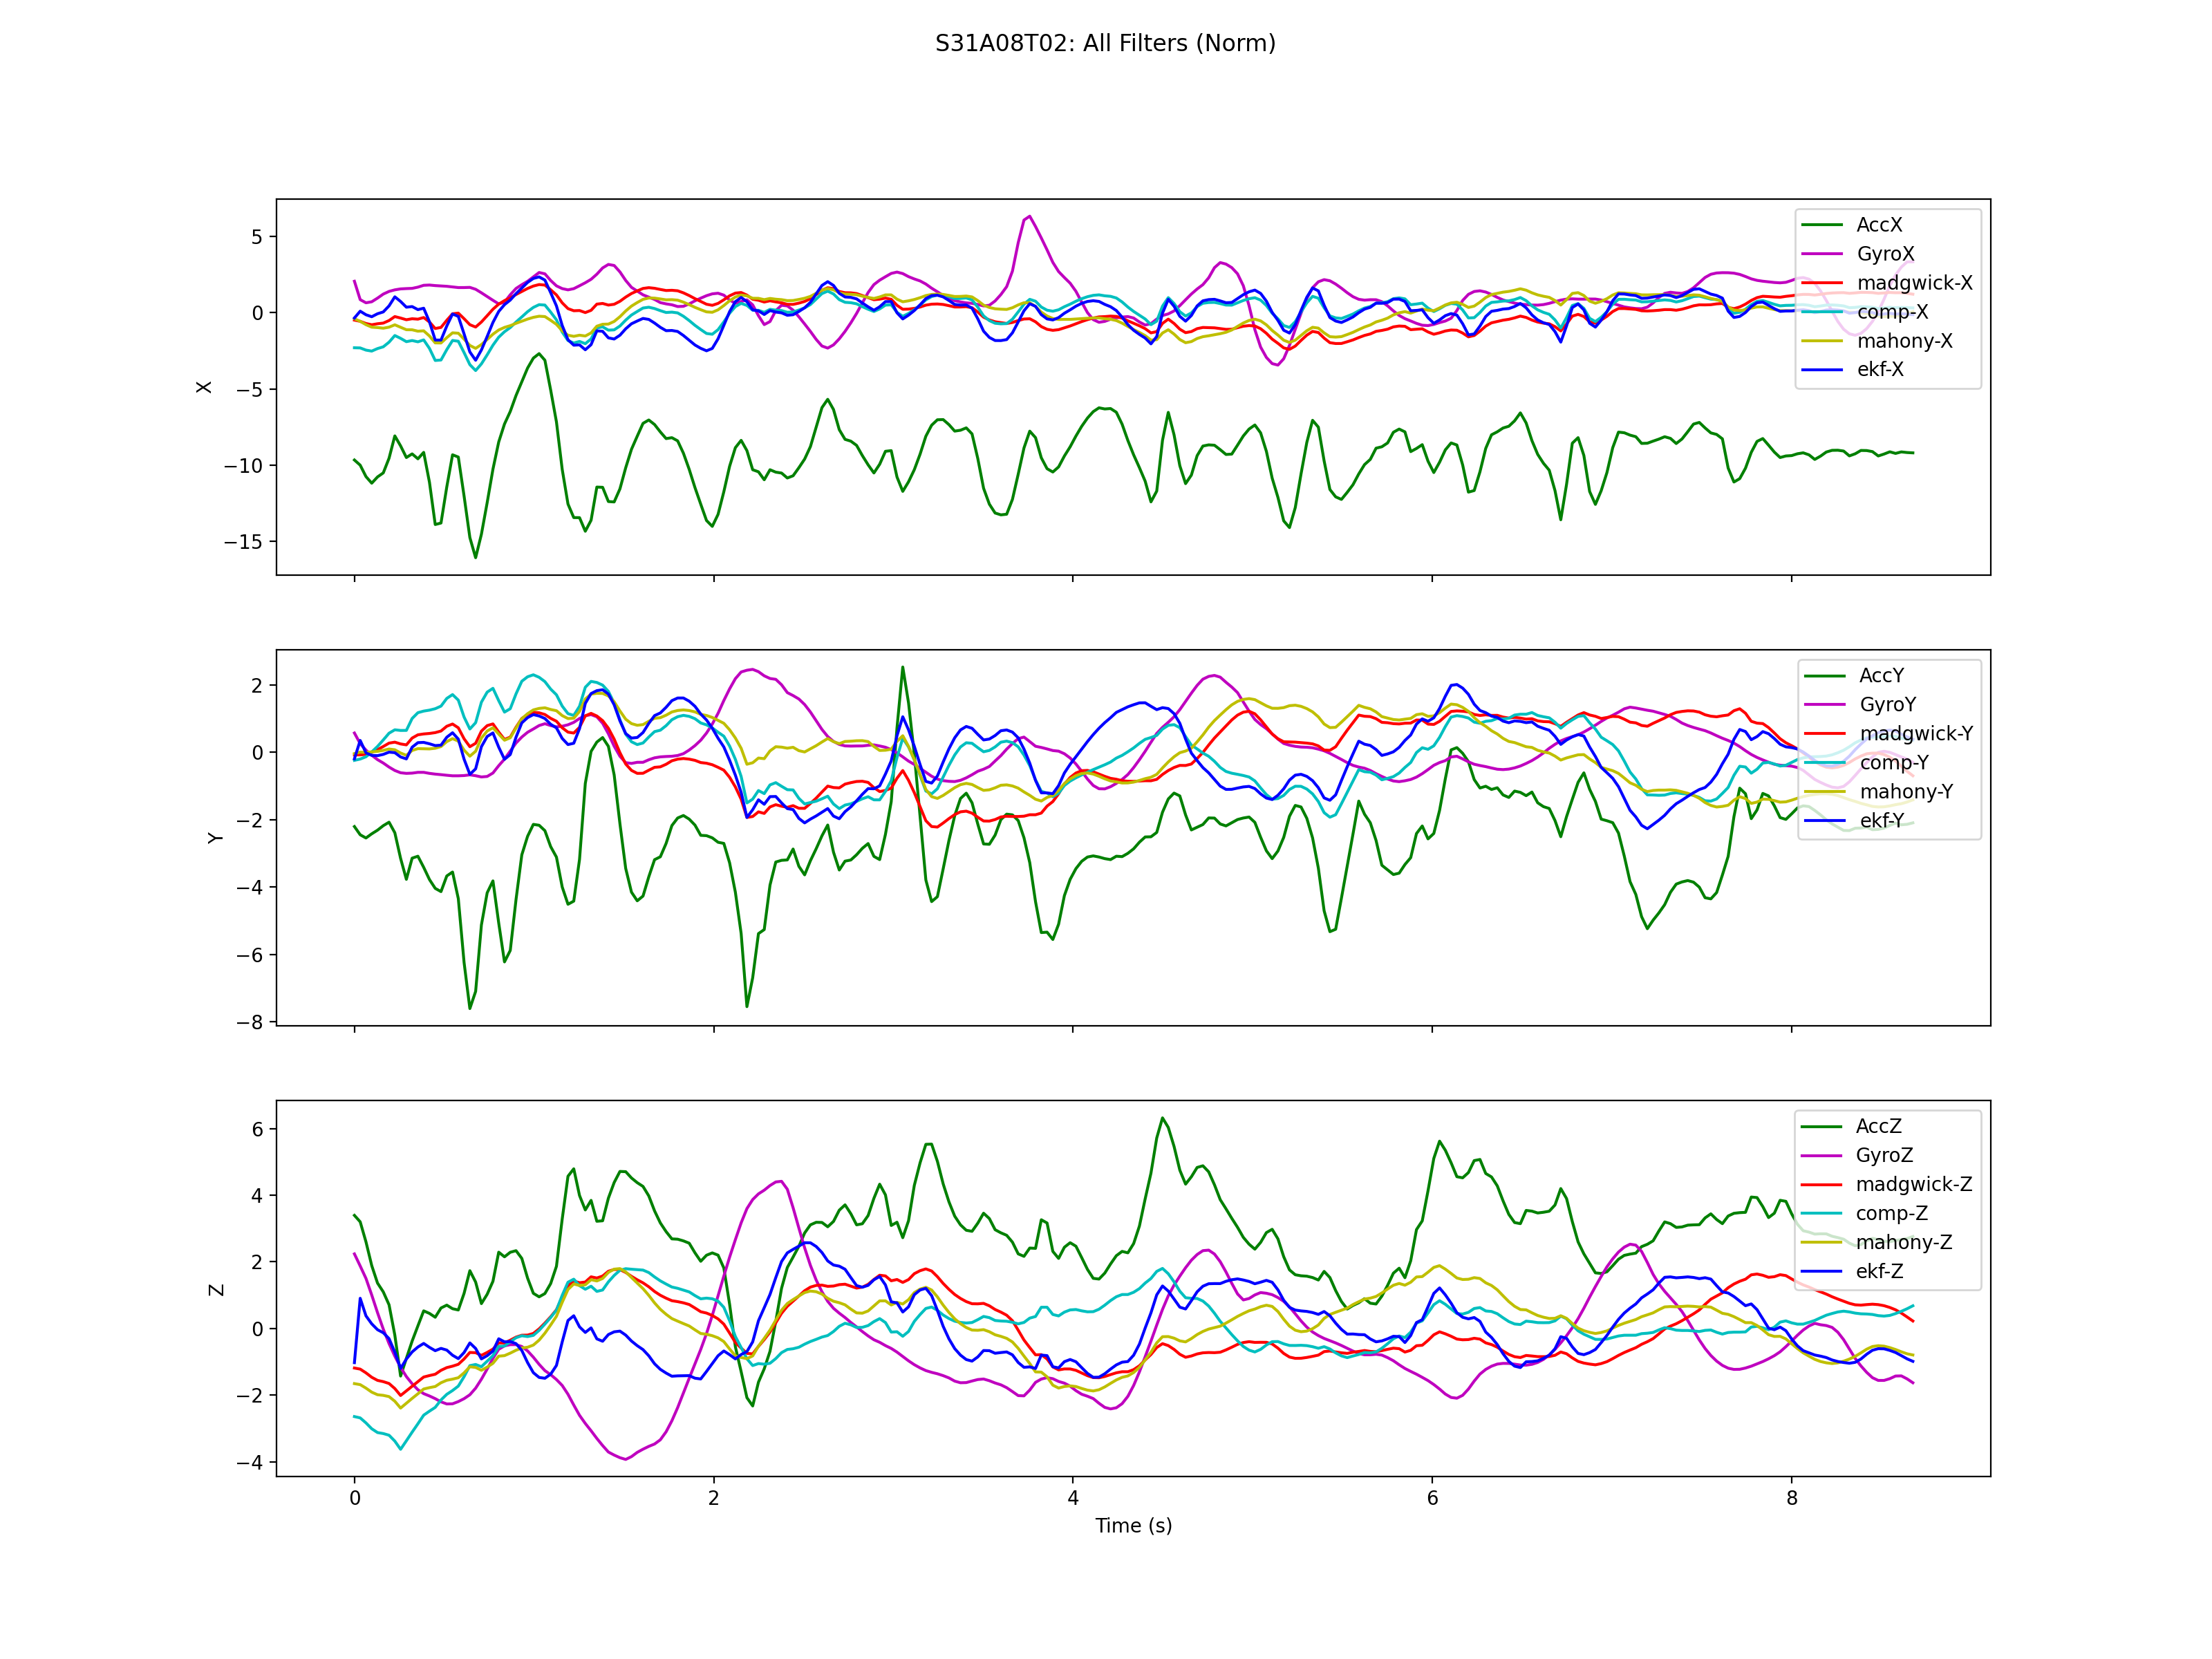 S31A08T02: All Filters (Norm)
X
5
0
−5
−10
−15
AccX
GyroX
madgwick-X
comp-X
mahony-X
ekf-X
Y
2
0
−2
−4
−6
−8
AccY
GyroY
madgwick-Y
comp-Y
mahony-Y
ekf-Y
Z
6
4
2
0
−2
−4
AccZ
GyroZ
madgwick-Z
comp-Z
mahony-Z
ekf-Z
0 2 4 6 8
Time (s)